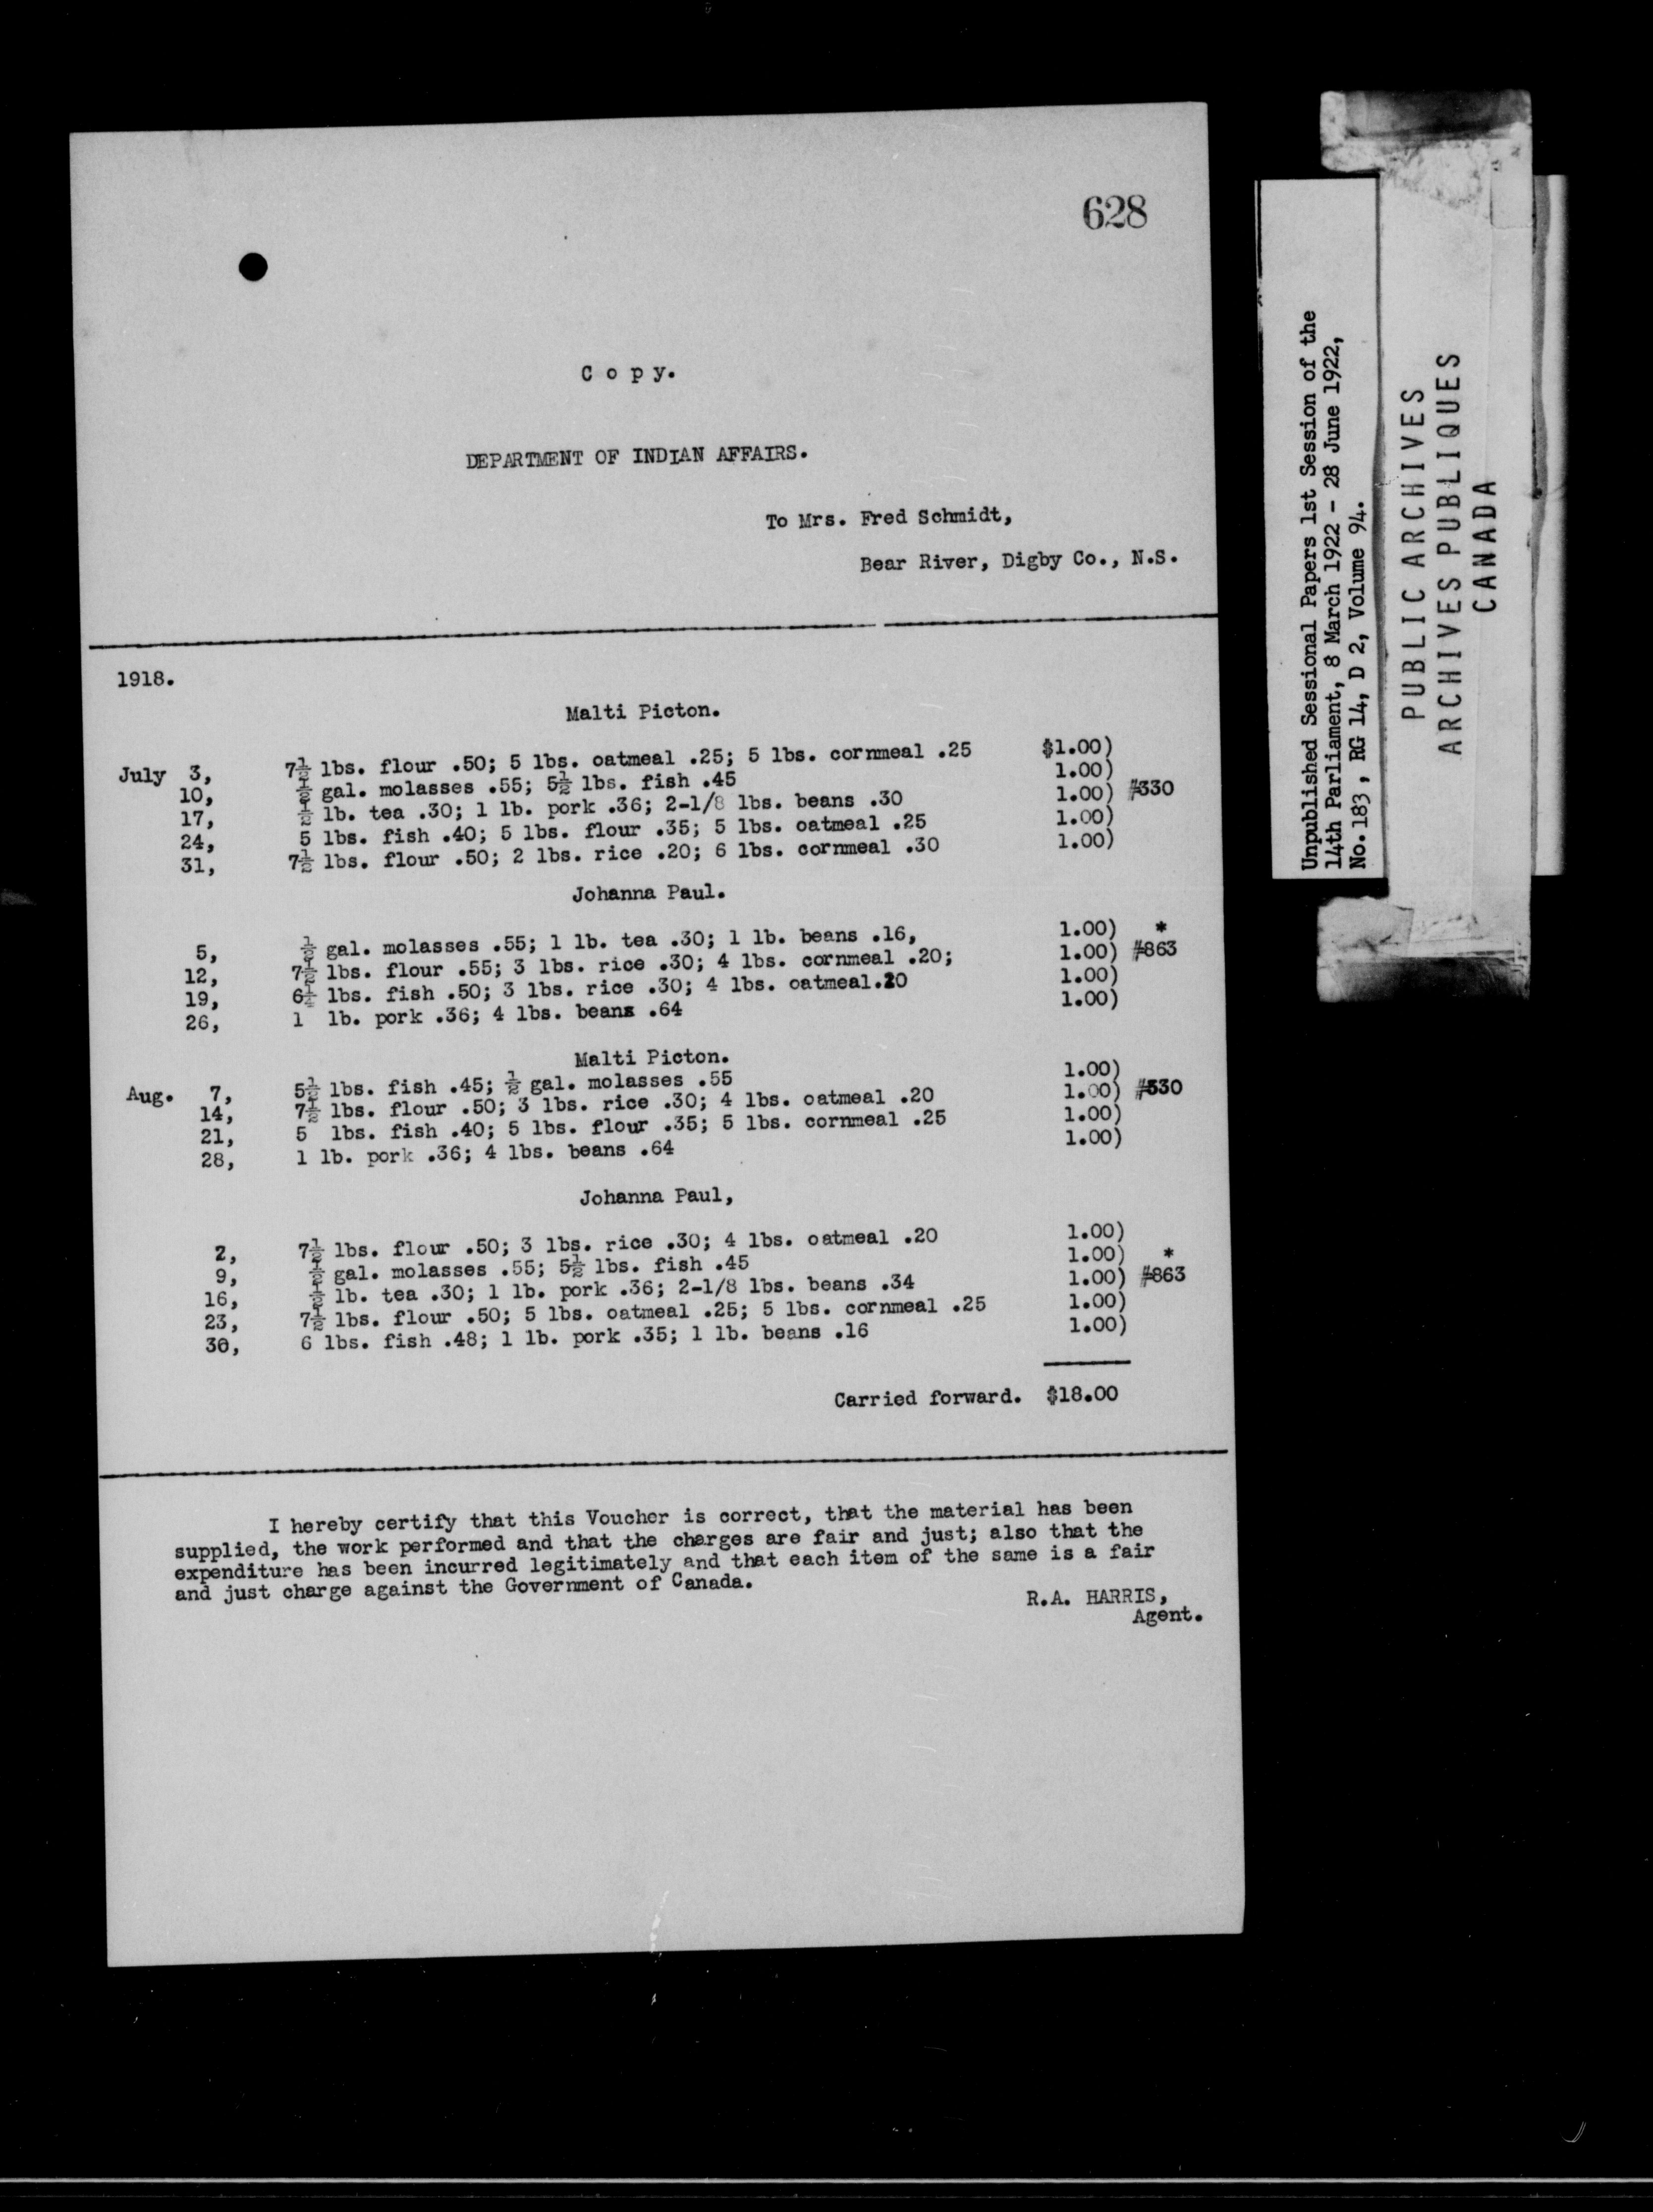 628
C o p y.
DEPARTMENT OF INDIAN AFFAIRS.
To Mrs. Fred Schmidt,
Bear River, Digby Co., N.S.
1918.
Malti Picton.
July 3, 7½ lbs. flour .50; 5 lbs. oatmeal .25; 5 lbs. cornmeal .25 $1.00)
10, ½ gal. molasses .55; 5½ lbs. fish .45 1.00)
17, ½ lb. tea .30; 1 lb. pork .36; 2-1/8 lbs. beans .30 1.00) #330
24, 5 lbs. fish .40; 5 lbs. flour .35; 5 lbs. oatmeal .25 1.00)
31, 7½ lbs. flour .50; 2 lbs. rice .20; 6 lbs. cornmeal .30 1.00)
Johanna Paul.
5, ½ gal. molasses .55; 1 lb. tea .30; 1 lb. beans .16, 1.00) *
12, 7½ lbs. flour .55; 3 lbs. rice .30; 4 lbs. cornmeal .20; 1.00) #863
19, 6½ lbs. fish .50; 3 lbs. rice .30; 4 lbs. oatmeal.20 1.00)
26, 1 lb. pork .36; 4 lbs. beans .64 1.00)
Malti Picton.
Aug. 7, 5½ lbs. fish .45; ½ gal. molasses .55 1.00)
14, 7½ lbs. flour .50; 3 lbs. rice .30; 4 lbs. oatmeal .20 1.00) #330
21, 5 lbs. fish .40; 5 lbs. flour .35; 5 lbs. cornmeal .25 1.00)
28, 1 lb. pork .36; 4 lbs. beans .64 1.00)
Johanna Paul,
2, 7½ lbs. flour .50; 3 lbs. rice .30; 4 lbs. oatmeal .20 1.00)
9, ½ gal. molasses .55; 5½ lbs. fish .45 1.00) *
16, ½ lb. tea .30; 1 lb. pork .36; 2-1/8 lbs. beans .34 1.00) #863
23, 7½ lbs. flour .50; 5 lbs. oatmeal .25; 5 lbs. cornmeal .25 1.00)
30, 6 lbs. fish .48; 1 lb. pork .35; 1 lb. beans .16 1.00)
Carried forward. $18.00
I hereby certify that this Voucher is correct, that the material has been
supplied, the work performed and that the charges are fair and just; also that the
expenditure has been incurred legitimately and that each item of the same is a fair
and just charge against the Government of Canada.
R.A. HARRIS,
Agent.
Unpublished Sessional Papers 1st Session of the
14th Parliament, 8 March 1922 - 28 June 1922,
No. 183, RG 14, D 2, Volume 94.
PUBLIC ARCHIVES
ARCHIVES PUBLIQUES
CANADA